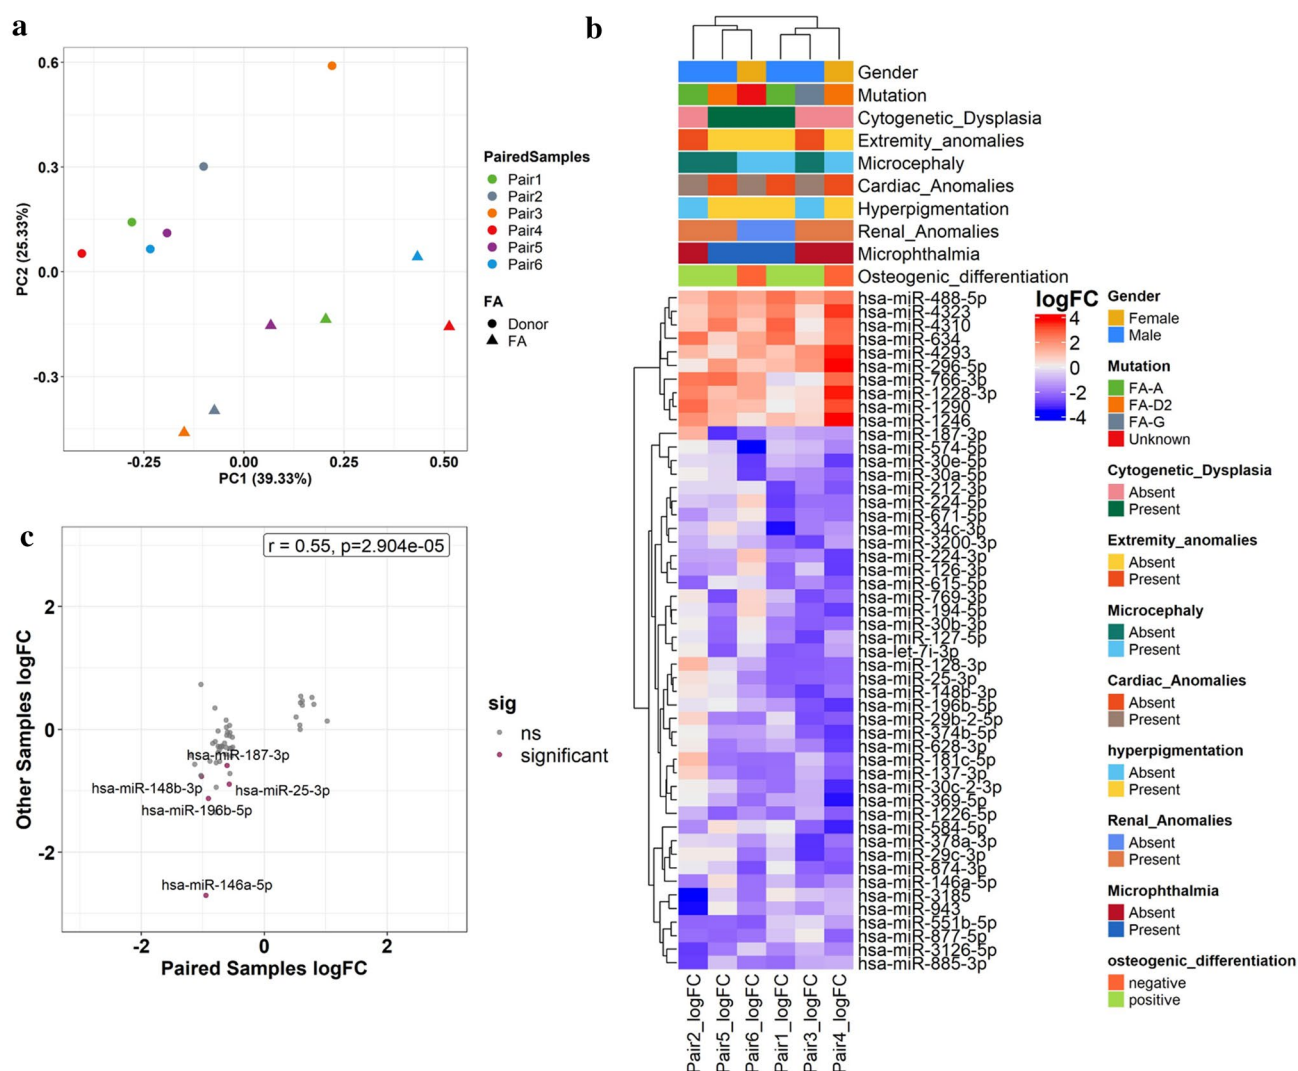 a
0.6
0.3
0.0
-0.3
PC2 (25.33%)
-0.25
0.00
0.25
0.50
PC1 (39.33%)
PairedSamples
Pair1
Pair2
Pair3
Pair4
Pair5
Pair6
FA
Donor
FA
b
Gender
Mutation
Cytogenetic_Dysplasia
Extremity_anomalies
Microcephaly
Cardiac_Anomalies
Hyperpigmentation
Renal_Anomalies
Microphthalmia
Osteogenic_differentiation
hsa-miR-488-5p
hsa-miR-4323
hsa-miR-4310
hsa-miR-634
hsa-miR-4293
hsa-miR-296-5p
hsa-miR-766-3p
hsa-miR-1228-3p
hsa-miR-1290
hsa-miR-1246
hsa-miR-187-3p
hsa-miR-574-5p
hsa-miR-30e-5p
hsa-miR-30a-5p
hsa-miR-212-3p
hsa-miR-224-5p
hsa-miR-671-5p
hsa-miR-34c-3p
hsa-miR-3200-3p
hsa-miR-224-3p
hsa-miR-126-3p
hsa-miR-615-5p
hsa-miR-769-3p
hsa-miR-194-5p
hsa-miR-30b-3p
hsa-miR-127-5p
hsa-let-7i-3p
hsa-miR-128-3p
hsa-miR-25-3p
hsa-miR-148b-3p
hsa-miR-196b-5p
hsa-miR-29b-2-5p
hsa-miR-374b-5p
hsa-miR-628-3p
hsa-miR-181c-5p
hsa-miR-137-3p
hsa-miR-30c-2-3p
hsa-miR-369-5p
hsa-miR-1226-5p
hsa-miR-584-5p
hsa-miR-378a-3p
hsa-miR-29c-3p
hsa-miR-874-3p
hsa-miR-146a-5p
hsa-miR-3185
hsa-miR-943
hsa-miR-551b-5p
hsa-miR-877-5p
hsa-miR-3126-5p
hsa-miR-885-3p
Pair2_logFC
Pair5_logFC
Pair6_logFC
Pair1_logFC
Pair3_logFC
Pair4_logFC
logFC
4
2
0
-2
-4
Gender
Female
Male
Mutation
FA-A
FA-D2
FA-G
Unknown
Cytogenetic_Dysplasia
Absent
Present
Extremity_anomalies
Absent
Present
Microcephaly
Absent
Present
Cardiac_Anomalies
Absent
Present
hyperpigmentation
Absent
Present
Renal_Anomalies
Absent
Present
Microphthalmia
Absent
Present
osteogenic_differentiation
negative
positive
c
r = 0.55, p=2.904e-05
2
0
-2
Other Samples logFC
hsa-miR-187-3p
hsa-miR-148b-3p
hsa-miR-25-3p
hsa-miR-196b-5p
hsa-miR-146a-5p
-2
0
2
Paired Samples logFC
sig
ns
significant